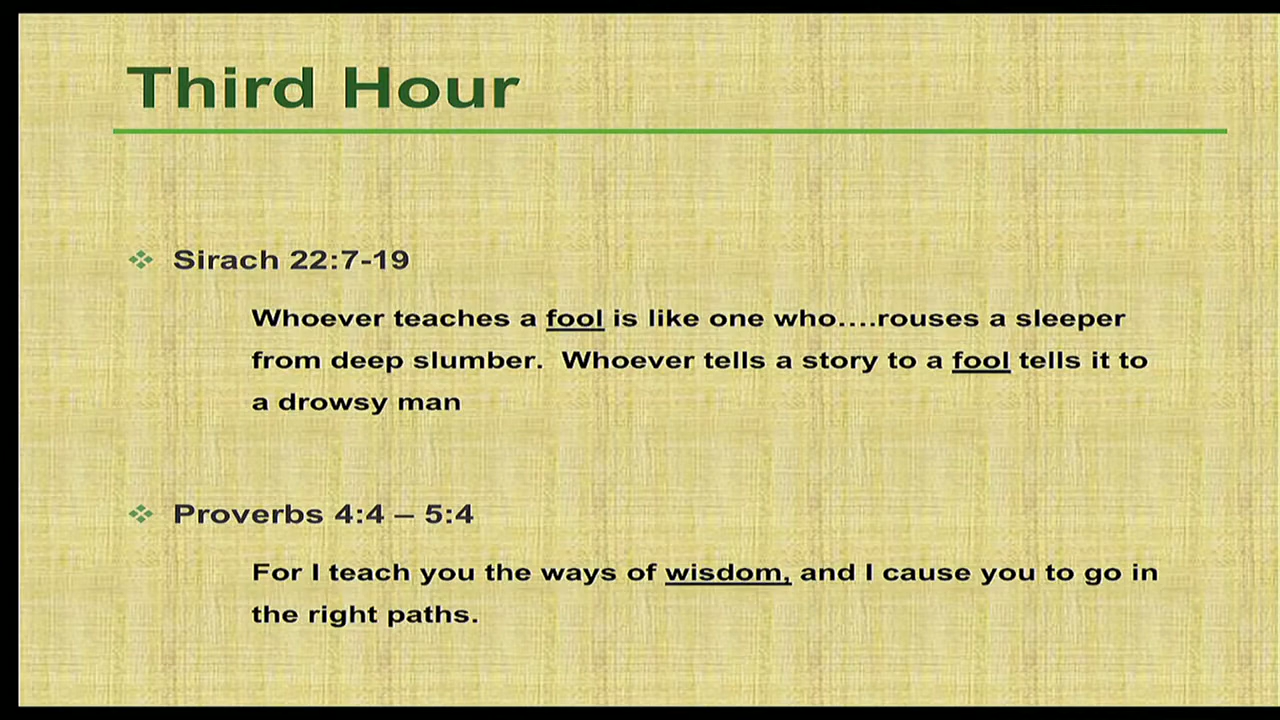 Third Hour
Sirach 22:7-19
Whoever teaches a fool is like one who....rouses a sleeper
from deep slumber.  Whoever tells a story to a fool tells it to
a drowsy man
Proverbs 4:4 – 5:4
For I teach you the ways of wisdom, and I cause you to go in
the right paths.